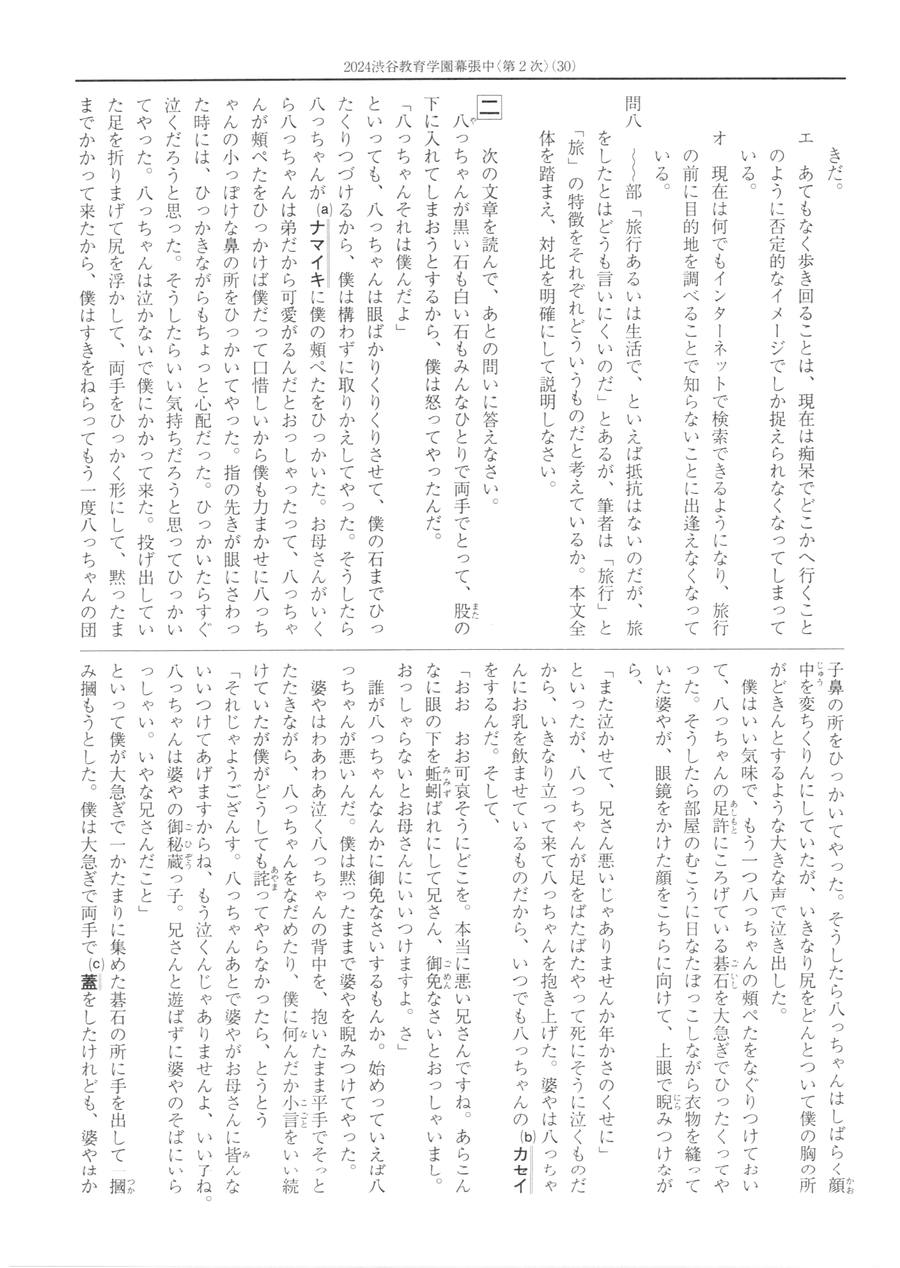 2024渋谷教育学園幕張中〈第２次〉(30)
きだ。
エ　あてもなく歩き回ることは、現在は痴呆でどこかへ行くこと
のように否定的なイメージでしか捉えられなくなってしまって
いる。
オ　現在は何でもインターネットで検索できるようになり、旅行
の前に目的地を調べることで知らないことに出逢えなくなって
いる。
問八　～～部「旅行あるいは生活で、といえば抵抗はないのだが、旅
をしたとはどうも言いにくいのだ」とあるが、筆者は「旅行」と
「旅」の特徴をそれぞれどういうものだと考えているか。本文全
体を踏まえ、対比を明確にして説明しなさい。
二　次の文章を読んで、あとの問いに答えなさい。
八っちゃんが黒い石も白い石もみんなひとりで両手でとって、股の
下に入れてしまおうとするから、僕は怒ってやったんだ。
「八っちゃんそれは僕んだよ」
といっても、八っちゃんは眼ばかりくりくりさせて、僕の石までひっ
たくりつづけるから、僕は構わずに取りかえしてやった。そうしたら
八っちゃんが(a)ナマイキに僕の頰ぺたをひっかいた。お母さんがいく
ら八っちゃんは弟だから可愛がるんだとおっしゃったって、八っちゃ
んが頰ぺたをひっかけば僕だって口惜しいから僕も力まかせに八っち
ゃんの小っぽけな鼻の所をひっかいてやった。指の先きが眼にさわっ
た時には、ひっかきながらもちょっと心配だった。ひっかいたらすぐ
泣くだろうと思った。そうしたらいい気持ちだろうと思ってひっかい
てやった。八っちゃんは泣かないで僕にかかって来た。投げ出してい
た足を折りまげて尻を浮かして、両手をひっかく形にして、黙ったま
までかかって来たから、僕はすきをねらってもう一度八っちゃんの団
子鼻の所をひっかいてやった。そうしたら八っちゃんはしばらく顔
中を変ちくりんにしていたが、いきなり尻をどんとついて僕の胸の所
がどきんとするような大きな声で泣き出した。
僕はいい気味で、もう一つ八っちゃんの頰ぺたをなぐりつけておい
て、八っちゃんの足許にころげている碁石を大急ぎでひったくってや
った。そうしたら部屋のむこうに日なたぼっこしながら衣物を縫って
いた婆やが、眼鏡をかけた顔をこちらに向けて、上眼で睨みつけなが
ら、
「また泣かせて、兄さん悪いじゃありませんか年かさのくせに」
といったが、八っちゃんが足をばたばたやって死にそうに泣くものだ
から、いきなり立って来て八っちゃんを抱き上げた。婆やは八っちゃ
んにお乳を飲ませているものだから、いつでも八っちゃんの(b)カセイ
をするんだ。そして、
「おお　おお可哀そうにどこを。本当に悪い兄さんですね。あらこん
なに眼の下を蚯蚓ばれにして兄さん、御免なさいとおっしゃいまし。
おっしゃらないとお母さんにいいつけますよ。さ」
誰が八っちゃんなんかに御免なさいするもんか。始めっていえば八
っちゃんが悪いんだ。僕は黙ったままで婆やを睨みつけてやった。
婆やはわあわあ泣く八っちゃんの背中を、抱いたまま平手でそっと
たたきながら、八っちゃんをなだめたり、僕に何んだか小言をいい続
けていたが僕がどうしても詫ってやらなかったら、とうとう
「それじゃようござんす。八っちゃんあとで婆やがお母さんに皆んな
いいつけてあげますからね、もう泣くんじゃありませんよ、いい子ね。
八っちゃんは婆やの御秘蔵っ子。兄さんと遊ばずに婆やのそばにいら
っしゃい。いやな兄さんだこと」
といって僕が大急ぎで一かたまりに集めた碁石の所に手を出して一摑
み摑もうとした。僕は大急ぎで両手で(c)蓋をしたけれども、婆やはか